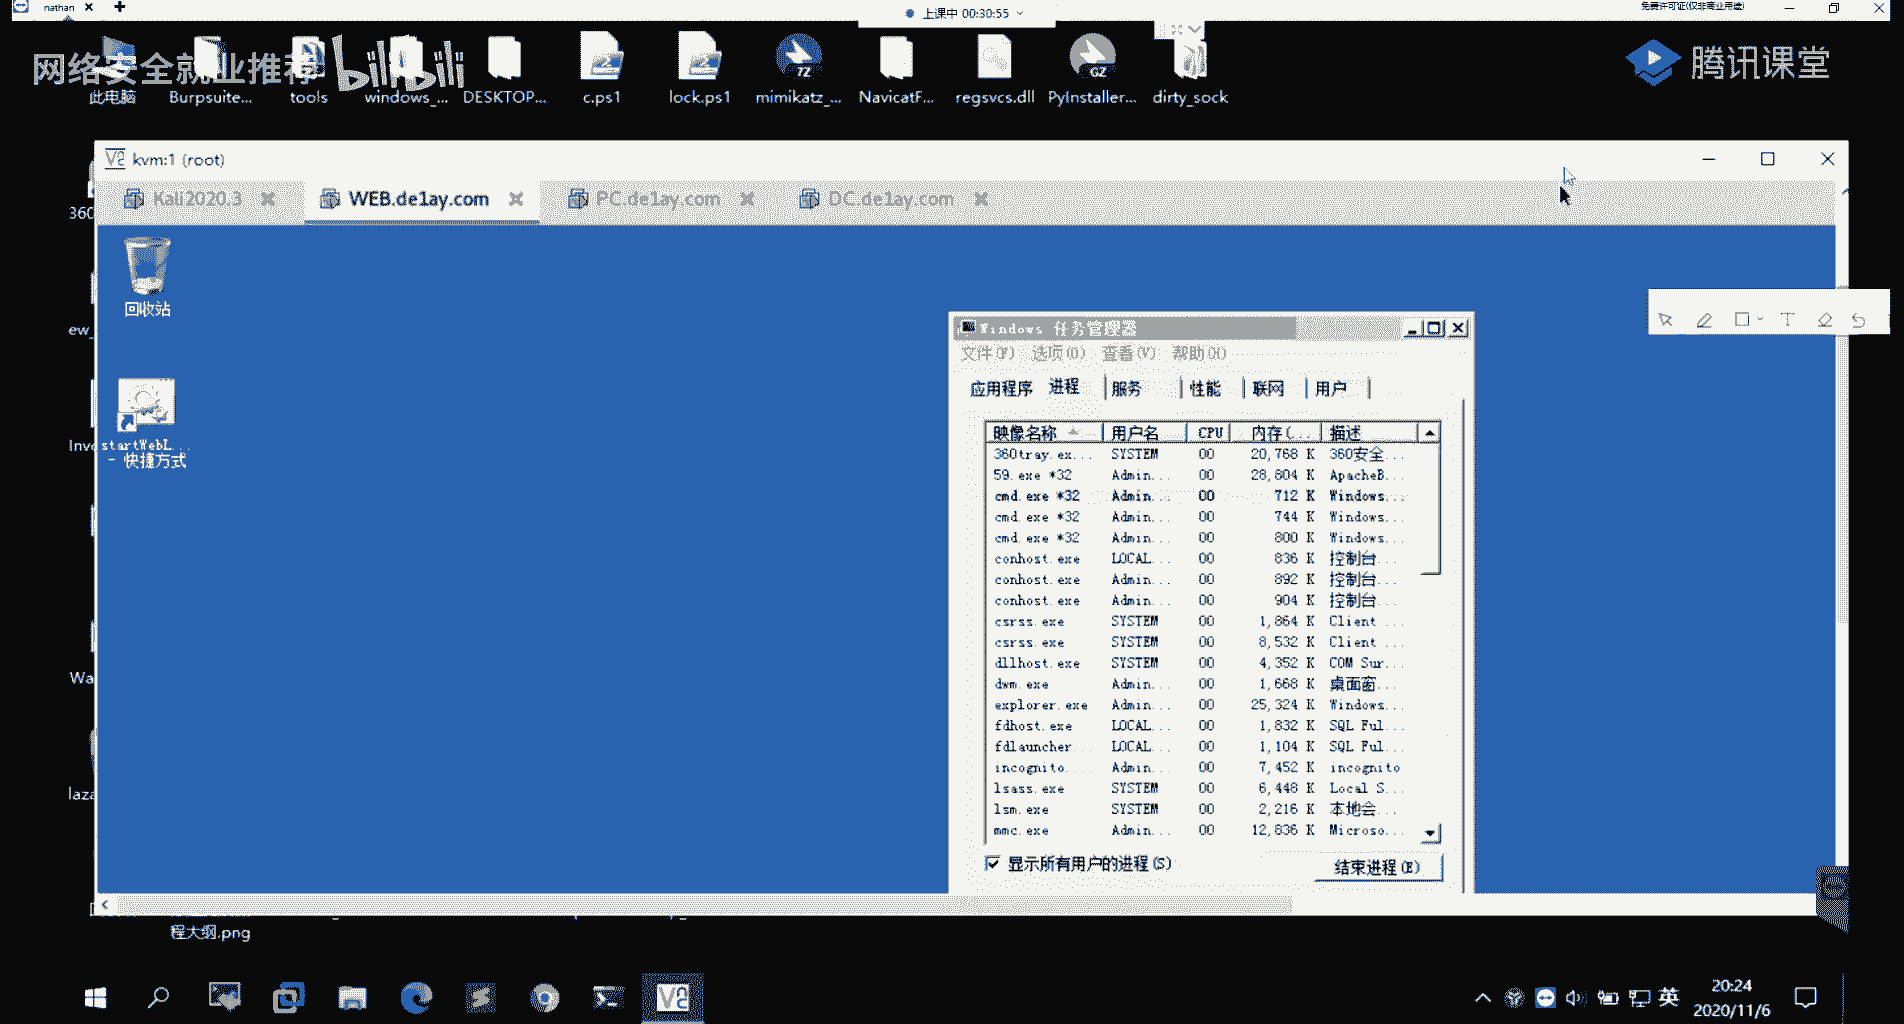 nathan
上课中 00:30:55
免费许可证(仅非商业用途)
网络安全就业推荐
bilibili
腾讯课堂
此电脑
Burpsuite...
tools
windows_...
DESKTOP...
c.ps1
lock.ps1
mimikatz_...
NavicatF...
regsvcs.dll
PyInstaller...
dirty_sock
7Z
GZ
kvm:1 (root)
Kali2020.3
WEB.de1ay.com
PC.de1ay.com
DC.de1ay.com
360
ew_
Inv
Wa
laza
回收站
startWebL...
- 快捷方式
Windows 任务管理器
文件(F) 选项(O) 查看(V) 帮助(H)
应用程序 进程 服务 性能 联网 用户
映像名称 用户名 CPU 内存(... 描述
360tray.ex... SYSTEM 00 20,768 K 360安全...
59.exe *32 Admin... 00 28,804 K ApacheB...
cmd.exe *32 Admin... 00 712 K Windows...
cmd.exe *32 Admin... 00 744 K Windows...
cmd.exe *32 Admin... 00 800 K Windows...
conhost.exe LOCAL... 00 836 K 控制台...
conhost.exe Admin... 00 892 K 控制台...
conhost.exe Admin... 00 904 K 控制台...
csrss.exe SYSTEM 00 1,864 K Client ...
csrss.exe SYSTEM 00 8,532 K Client ...
dllhost.exe SYSTEM 00 4,352 K COM Sur...
dwm.exe Admin... 00 1,668 K 桌面窗...
explorer.exe Admin... 00 25,324 K Windows...
fdhost.exe LOCAL... 00 1,832 K SQL Ful...
fdlauncher... LOCAL... 00 1,104 K SQL Ful...
incognito.... Admin... 00 7,452 K incognito
lsass.exe SYSTEM 00 6,448 K Local S...
lsm.exe SYSTEM 00 2,216 K 本地会...
mmc.exe Admin... 00 12,836 K Microso...
显示所有用户的进程(S)
结束进程(E)
程大纲.png
英
20:24
2020/11/6